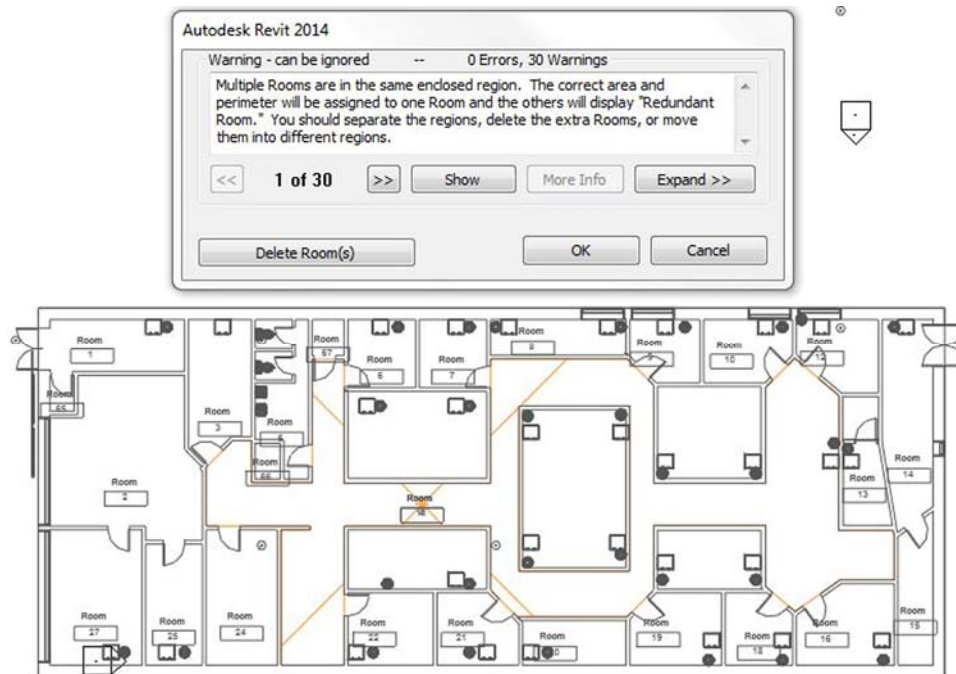 Autodesk Revit 2014
Warning - can be ignored -- 0 Errors, 30 Warnings
Multiple Rooms are in the same enclosed region. The correct area and
perimeter will be assigned to one Room and the others will display "Redundant
Room." You should separate the regions, delete the extra Rooms, or move
them into different regions.
<< 1 of 30 >> Show More Info Expand >>
Delete Room(s) OK Cancel
Room
1
Room
67
Room
6
Room
7
Room
8
Room
Room
10
Room
12
Room
65
Room
2
Room
3
Room
Room
66
Room
Room
13
Room
14
Room
27
Room
25
Room
24
Room
22
Room
21
Room
Room
19
Room
18
Room
16
Room
15